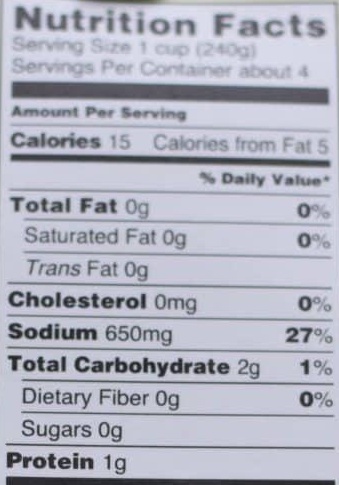 Nutrition Facts
Serving Size 1 cup (240g)
Servings Per Container about 4
Amount Per Serving
Calories 15 Calories from Fat 5
% Daily Value*
Total Fat 0g 0%
Saturated Fat 0g 0%
Trans Fat 0g
Cholesterol 0mg 0%
Sodium 650mg 27%
Total Carbohydrate 2g 1%
Dietary Fiber 0g 0%
Sugars 0g
Protein 1g